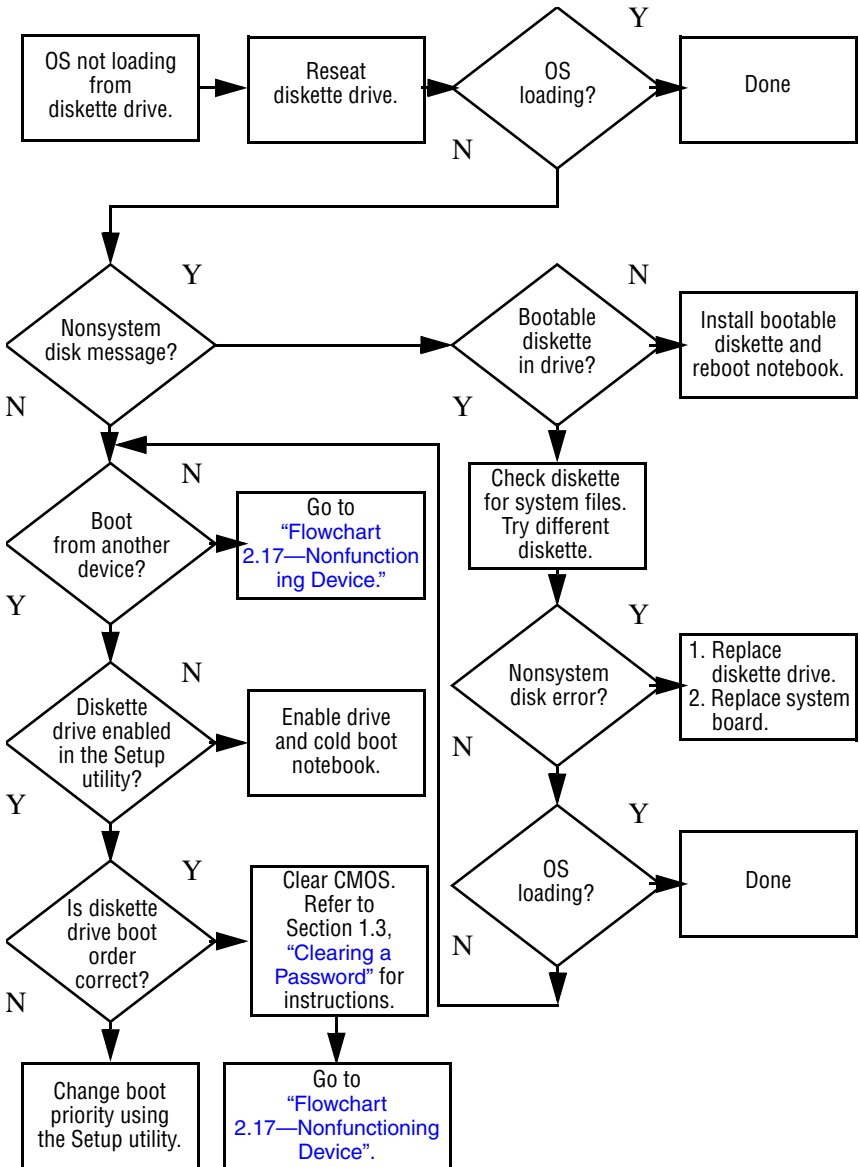 OS not loading
from
diskette drive.
Reseat
diskette drive.
OS
loading?
Y
N
Done
Nonsystem
disk message?
Y
N
Bootable
diskette
in drive?
N
Y
Install bootable
diskette and
reboot notebook.
Boot
from another
device?
N
Y
Go to
“Flowchart
2.17—Nonfunction
ing Device.”
Check diskette
for system files.
Try different
diskette.
Diskette
drive enabled
in the Setup
utility?
N
Y
Enable drive
and cold boot
notebook.
Nonsystem
disk error?
Y
N
1. Replace
diskette drive.
2. Replace system
board.
Is diskette
drive boot
order
correct?
Y
N
Clear CMOS.
Refer to
Section 1.3,
“Clearing a
Password” for
instructions.
OS
loading?
Y
N
Done
Change boot
priority using
the Setup utility.
Go to
“Flowchart
2.17—Nonfunctioning
Device”.